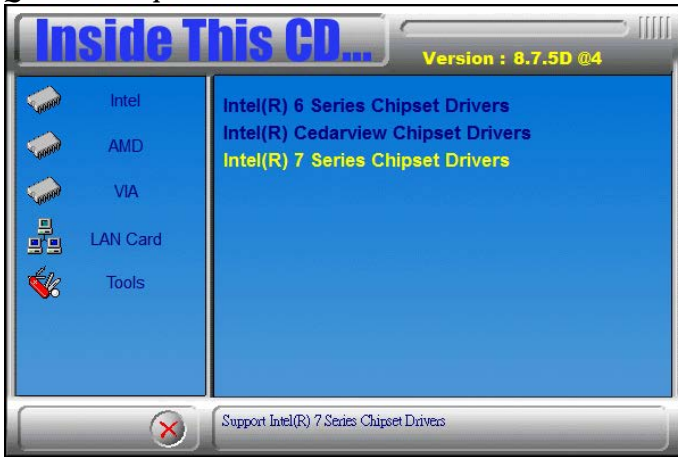 Inside This CD...
Version : 8.7.5D @4
Intel
AMD
VIA
LAN Card
Tools
Intel(R) 6 Series Chipset Drivers
Intel(R) Cedarview Chipset Drivers
Intel(R) 7 Series Chipset Drivers
Support Intel(R) 7 Series Chipset Drivers